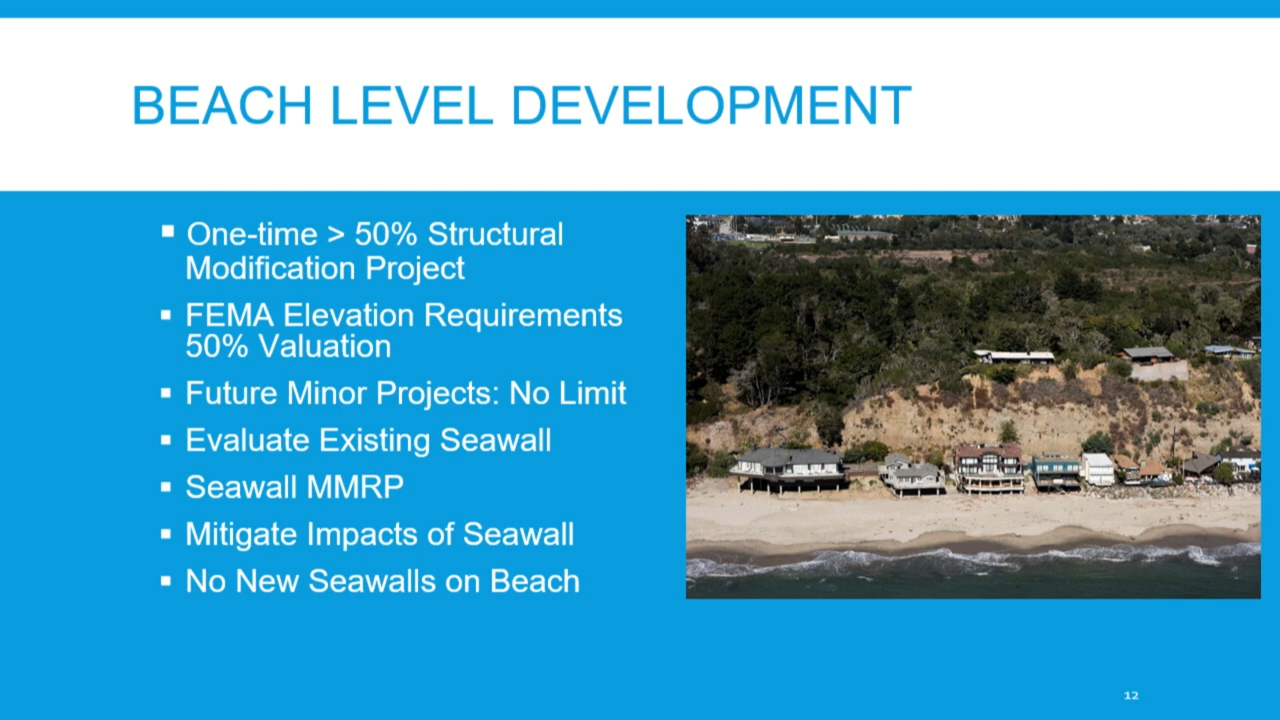 BEACH LEVEL DEVELOPMENT
▪ One-time > 50% Structural
Modification Project
▪ FEMA Elevation Requirements
50% Valuation
▪ Future Minor Projects: No Limit
▪ Evaluate Existing Seawall
▪ Seawall MMRP
▪ Mitigate Impacts of Seawall
▪ No New Seawalls on Beach
12